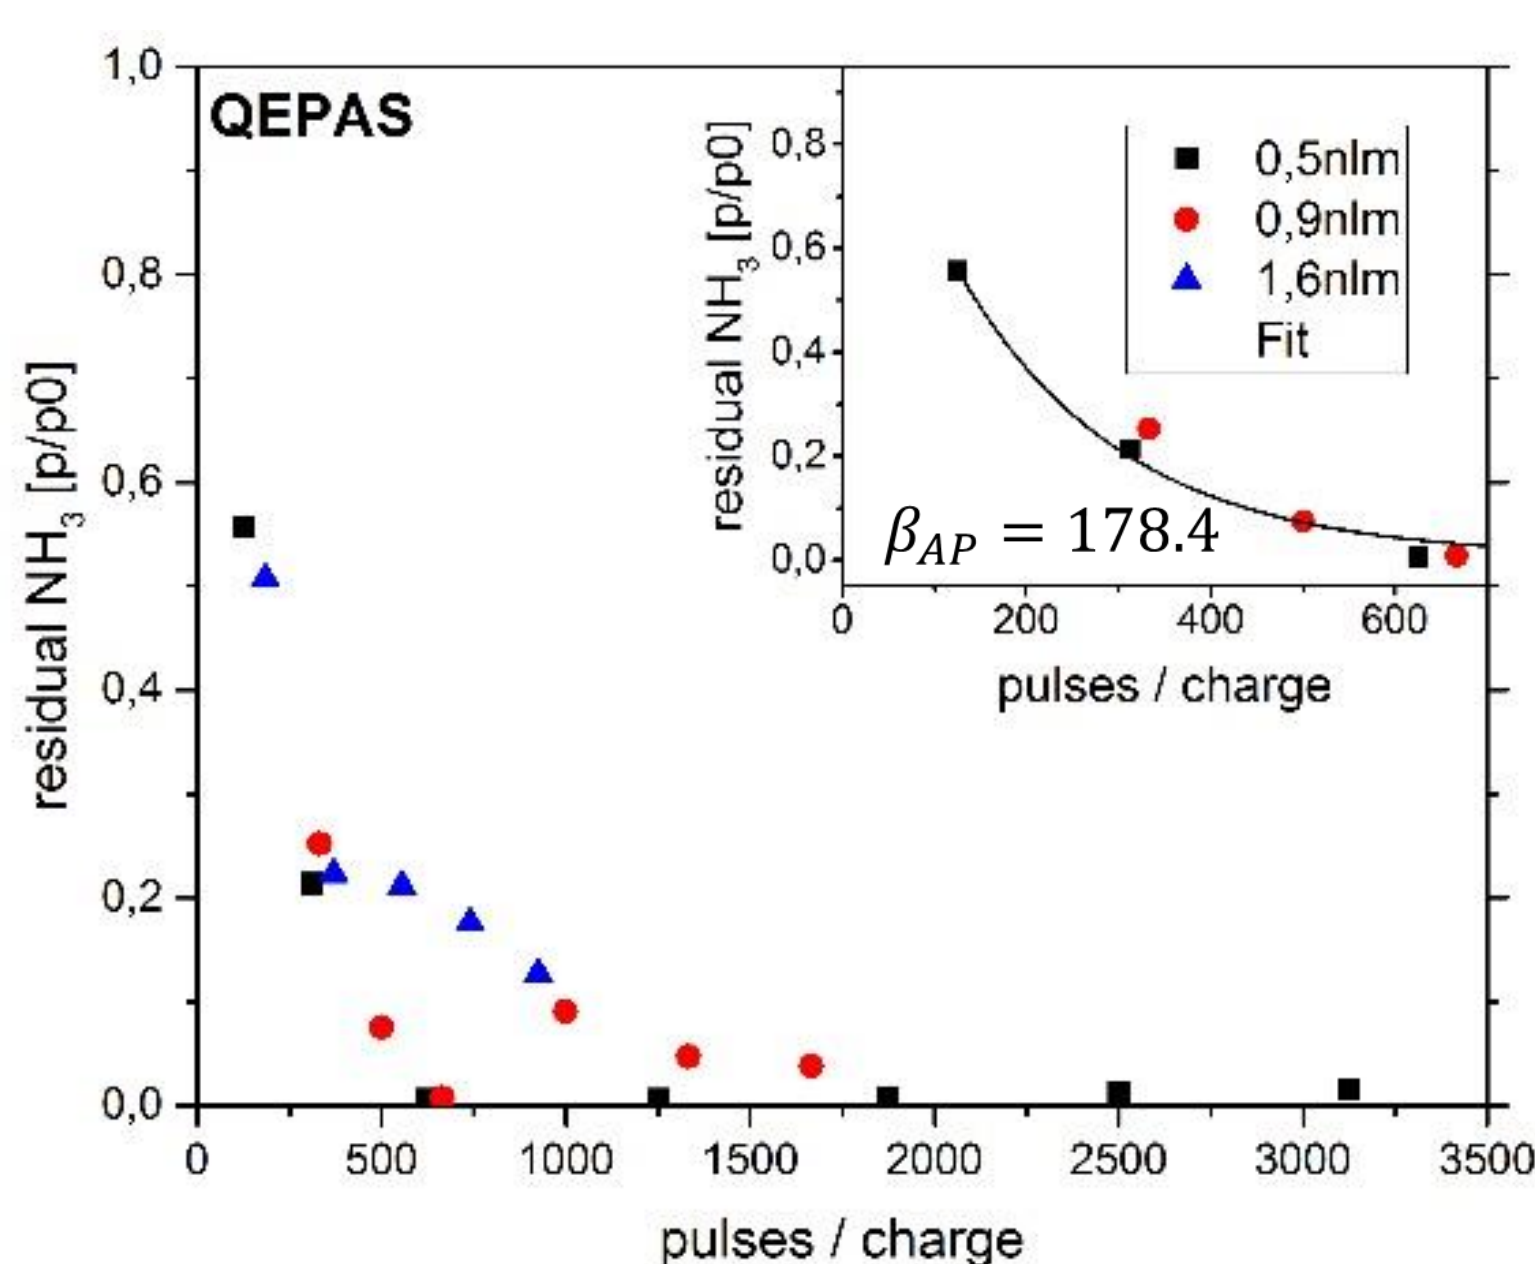 QEPAS
1,0
0,8
0,6
0,4
0,2
0,0
residual NH3 [p/p0]
0
500
1000
1500
2000
2500
3000
3500
pulses / charge
0,8
0,6
0,4
0,2
0,0
residual NH3 [p/p0]
0,5nlm
0,9nlm
1,6nlm
Fit
βAP = 178.4
0
200
400
600
pulses / charge